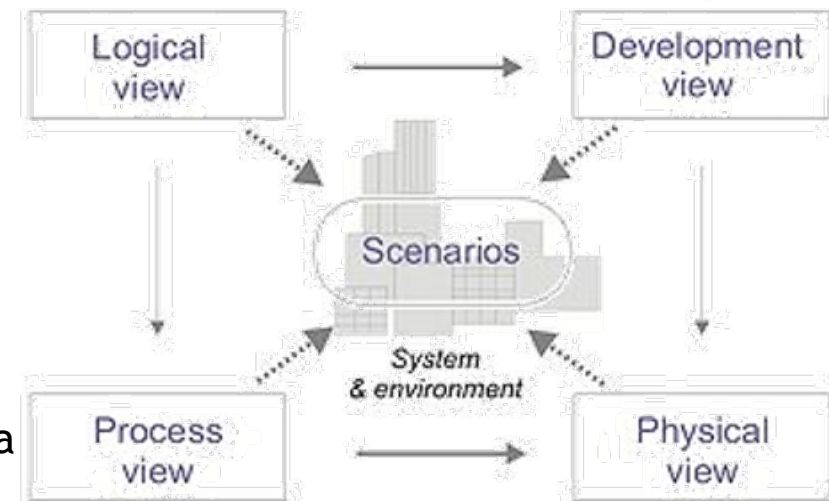 Logical
view
Development
view
Scenarios
System
& environment
a
Process
view
Physical
view